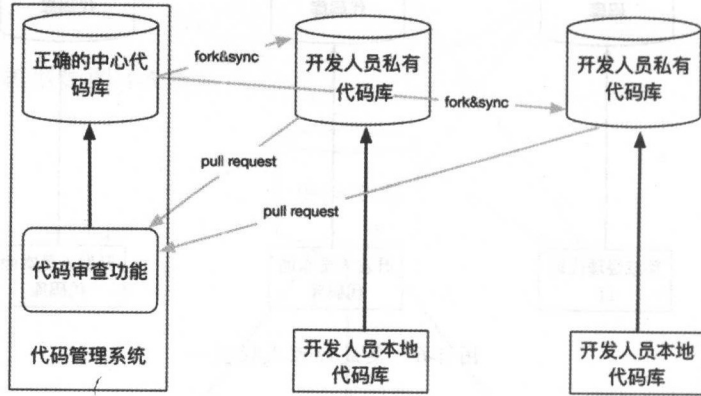 正确的中心代
码库
fork&sync
开发人员私有
代码库
fork&sync
开发人员私有
代码库
pull request
pull request
代码审查功能
代码管理系统
开发人员本地
代码库
开发人员本地
代码库